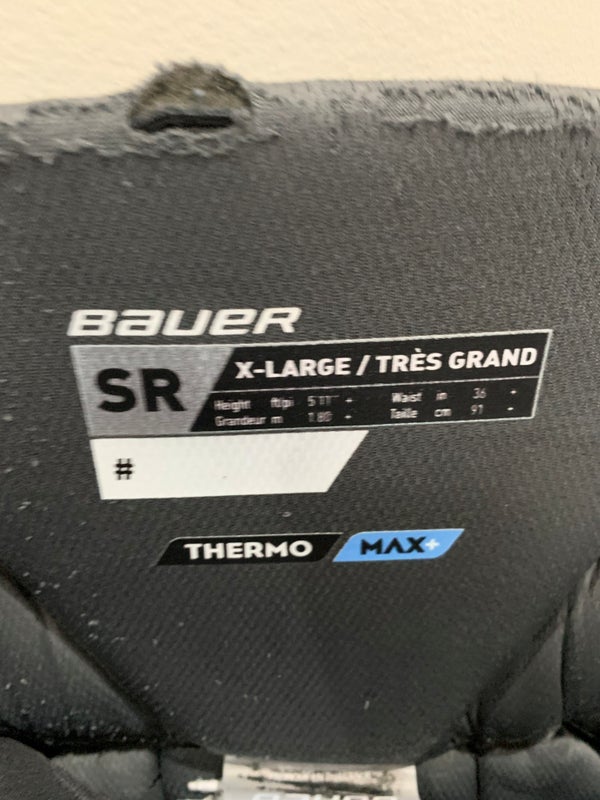 BAUER
SR
X-LARGE / TRÈS GRAND
Height ft/pi 5'11" + Waist in 36 +
Grandeur m 1.80 + Taille cm 91 +
#
THERMO MAX+
BAUER